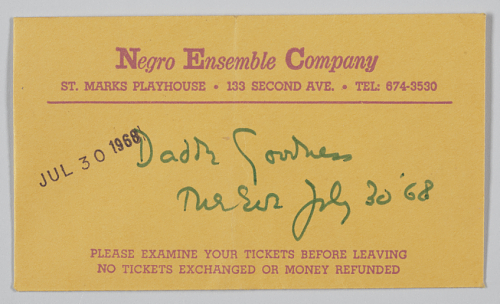 Negro Ensemble Company
ST. MARKS PLAYHOUSE • 133 SECOND AVE. • TEL: 674-3530
JUL 30 1968
Daddy Goodness
Tues Eve July 30 '68
PLEASE EXAMINE YOUR TICKETS BEFORE LEAVING
NO TICKETS EXCHANGED OR MONEY REFUNDED